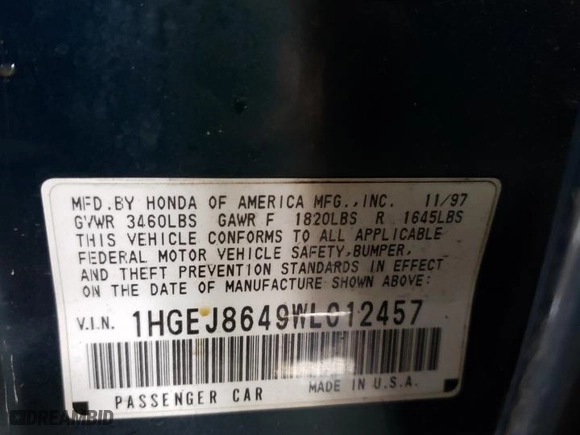 MFD.BY HONDA OF AMERICA MFG.,INC. 11/97
GVWR 3460LBS GAWR F 1820LBS R 1645LBS
THIS VEHICLE CONFORMS TO ALL APPLICABLE
FEDERAL MOTOR VEHICLE SAFETY,BUMPER,
AND THEFT PREVENTION STANDARDS IN EFFECT
ON THE DATE OF MANUFACTURE SHOWN ABOVE:
V.I.N. 1HGEJ8649WL012457
PASSENGER CAR MADE IN U.S.A.
DREAMBID